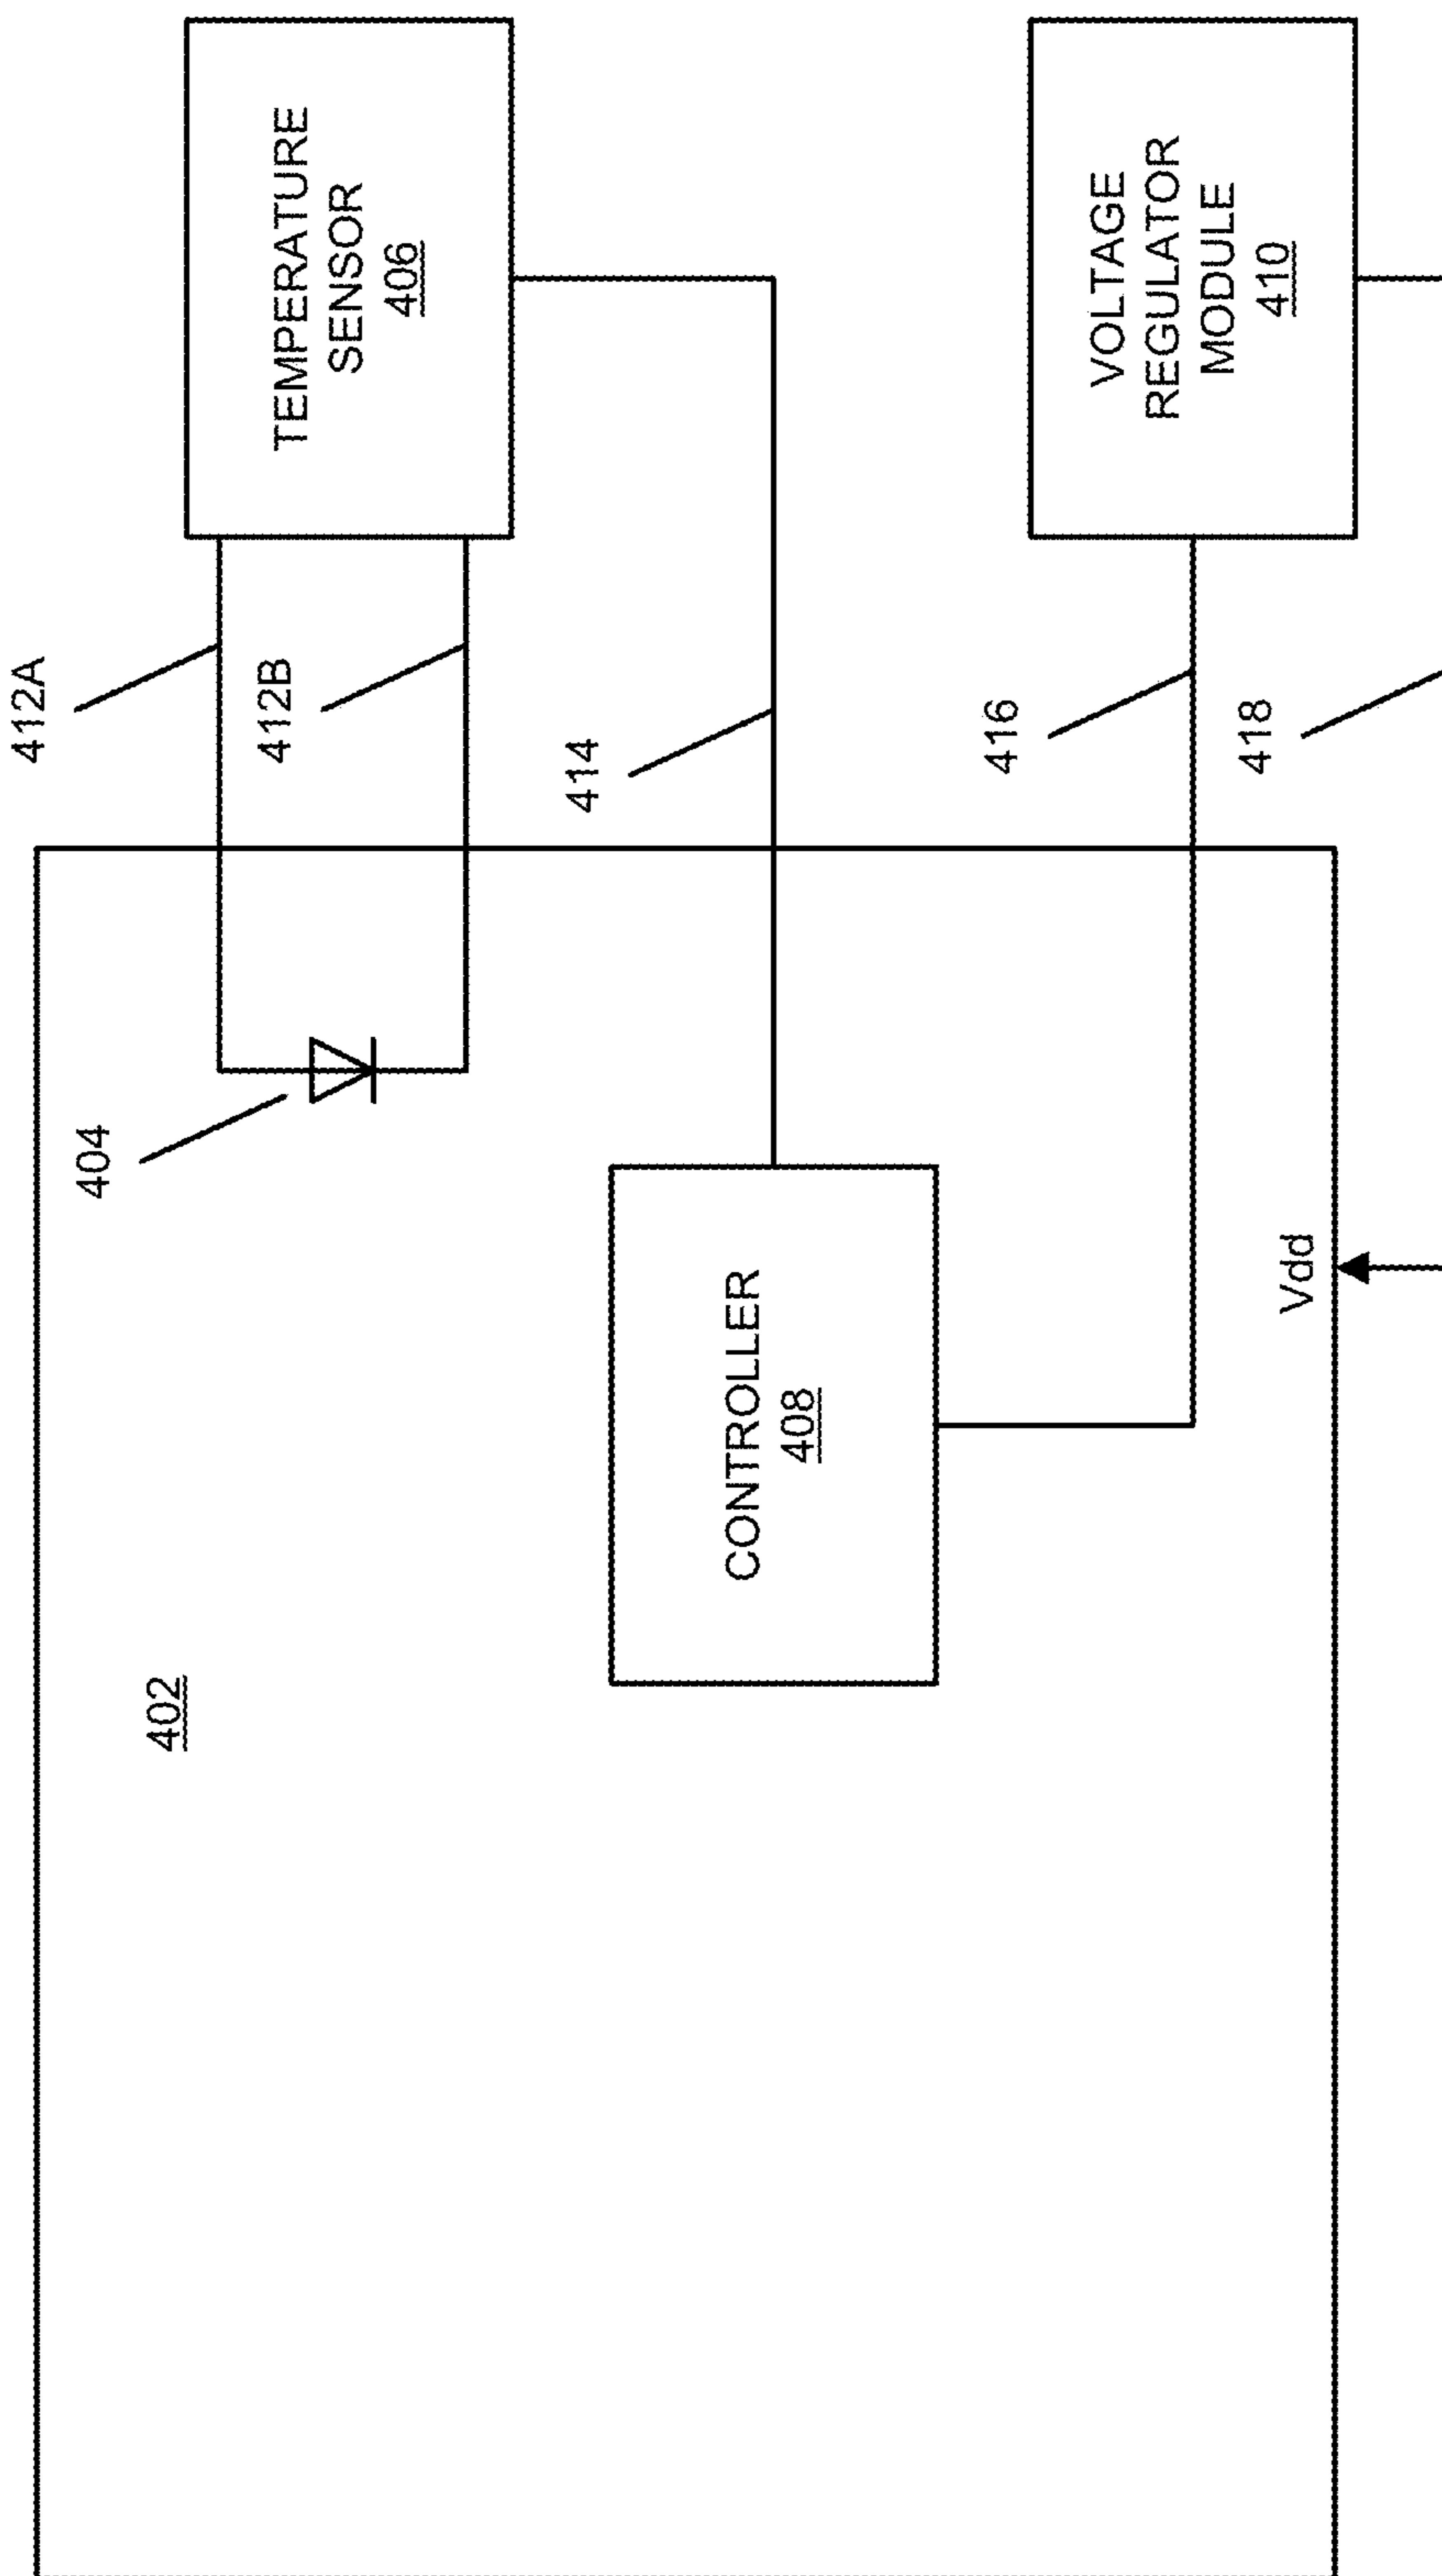 412A
412B
404
TEMPERATURE
SENSOR
406
402
414
CONTROLLER
408
416
VOLTAGE
REGULATOR
MODULE
410
418
Vdd